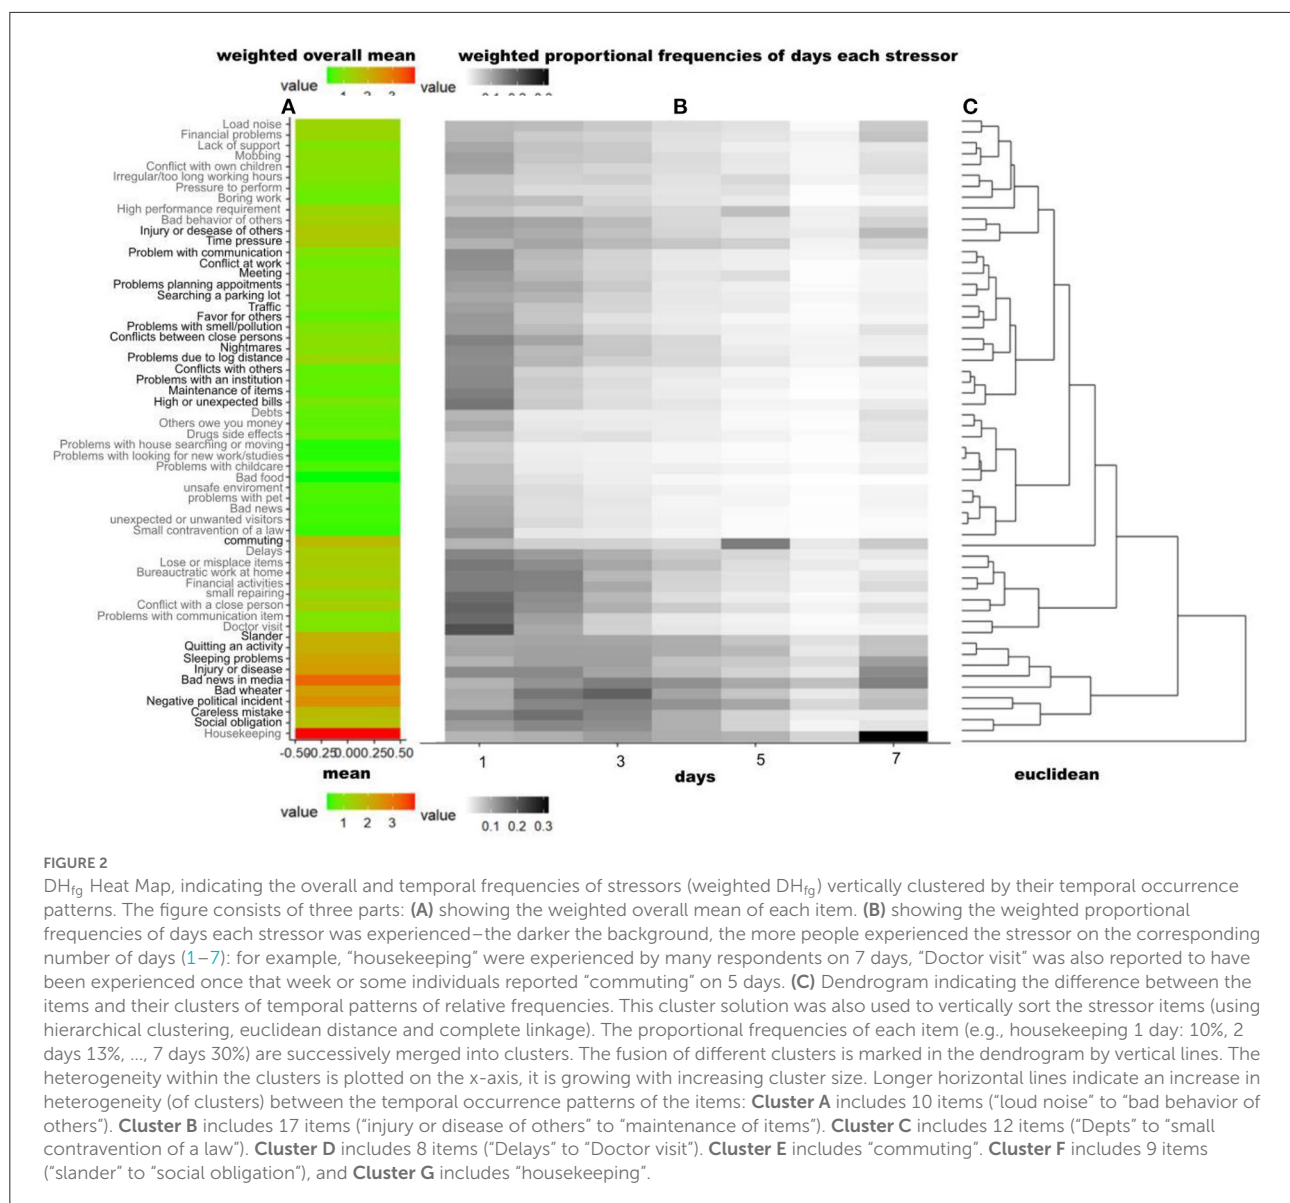 weighted overall mean
weighted proportional frequencies of days each stressor
value
1 2 3
value
0.1 0.2 0.3
A
B
C
Load noise
Financial problems
Lack of support
Mobbing
Conflict with own children
Irregular/too long working hours
Pressure to perform
Boring work
High performance requirement
Bad behavior of others
Injury or desease of others
Time pressure
Problem with communication
Conflict at work
Meeting
Problems planning appoitments
Searching a parking lot
Traffic
Favor for others
Problems with smell/pollution
Conflicts between close persons
Nightmares
Problems due to log distance
Conflicts with others
Problems with an institution
Maintenance of items
High or unexpected bills
Debts
Others owe you money
Drugs side effects
Problems with house searching or moving
Problems with looking for new work/studies
Problems with childcare
Bad food
unsafe enviroment
problems with pet
Bad news
unexpected or unwanted visitors
Small contravention of a law
commuting
Delays
Lose or misplace items
Bureauctratic work at home
Financial activities
small repairing
Conflict with a close person
Problems with communication item
Doctor visit
Slander
Quitting an activity
Sleeping problems
Injury or disease
Bad news in media
Bad wheater
Negative political incident
Careless mistake
Social obligation
Housekeeping
-0.50-0.250.000.250.50
1 3 5 7
mean
days
euclidean
value
1 2 3
value
0.1 0.2 0.3
FIGURE 2
DHfg Heat Map, indicating the overall and temporal frequencies of stressors (weighted DHfg) vertically clustered by their temporal occurrence
patterns. The figure consists of three parts: (A) showing the weighted overall mean of each item. (B) showing the weighted proportional
frequencies of days each stressor was experienced–the darker the background, the more people experienced the stressor on the corresponding
number of days (1–7): for example, "housekeeping" were experienced by many respondents on 7 days, "Doctor visit" was also reported to have
been experienced once that week or some individuals reported "commuting" on 5 days. (C) Dendrogram indicating the difference between the
items and their clusters of temporal patterns of relative frequencies. This cluster solution was also used to vertically sort the stressor items (using
hierarchical clustering, euclidean distance and complete linkage). The proportional frequencies of each item (e.g., housekeeping 1 day: 10%, 2
days 13%, ..., 7 days 30%) are successively merged into clusters. The fusion of different clusters is marked in the dendrogram by vertical lines. The
heterogeneity within the clusters is plotted on the x-axis, it is growing with increasing cluster size. Longer horizontal lines indicate an increase in
heterogeneity (of clusters) between the temporal occurrence patterns of the items: Cluster A includes 10 items ("loud noise" to "bad behavior of
others"). Cluster B includes 17 items ("injury or disease of others" to "maintenance of items"). Cluster C includes 12 items ("Depts" to "small
contravention of a law"). Cluster D includes 8 items ("Delays" to "Doctor visit"). Cluster E includes "commuting". Cluster F includes 9 items
("slander" to "social obligation"), and Cluster G includes "housekeeping".